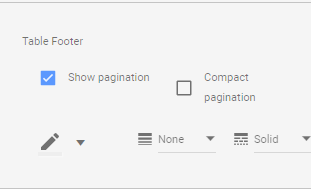 Table Footer
Show pagination
Compact
pagination
None
Solid